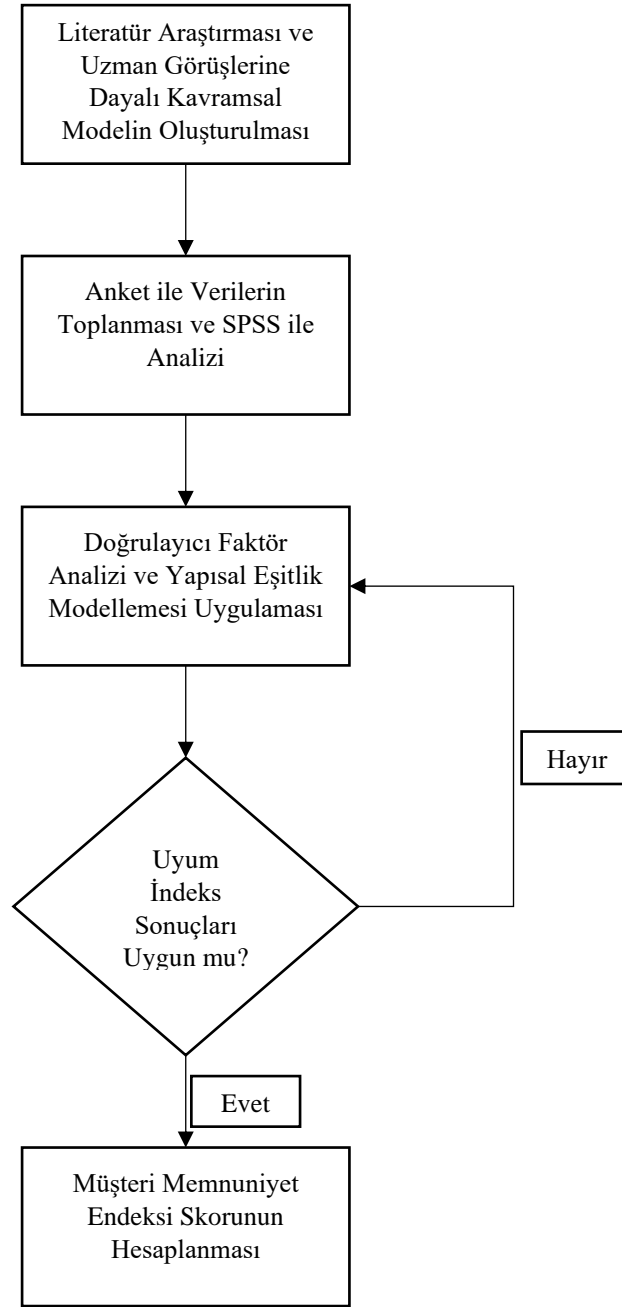 Literatür Araştırması ve
Uzman Görüşlerine
Dayalı Kavramsal
Modelin Oluşturulması
Anket ile Verilerin
Toplanması ve SPSS ile
Analizi
Doğrulayıcı Faktör
Analizi ve Yapısal Eşitlik
Modellemesi Uygulaması
Hayır
Uyum
İndeks
Sonuçları
Uygun mu?
Evet
Müşteri Memnuniyet
Endeksi Skorunun
Hesaplanması